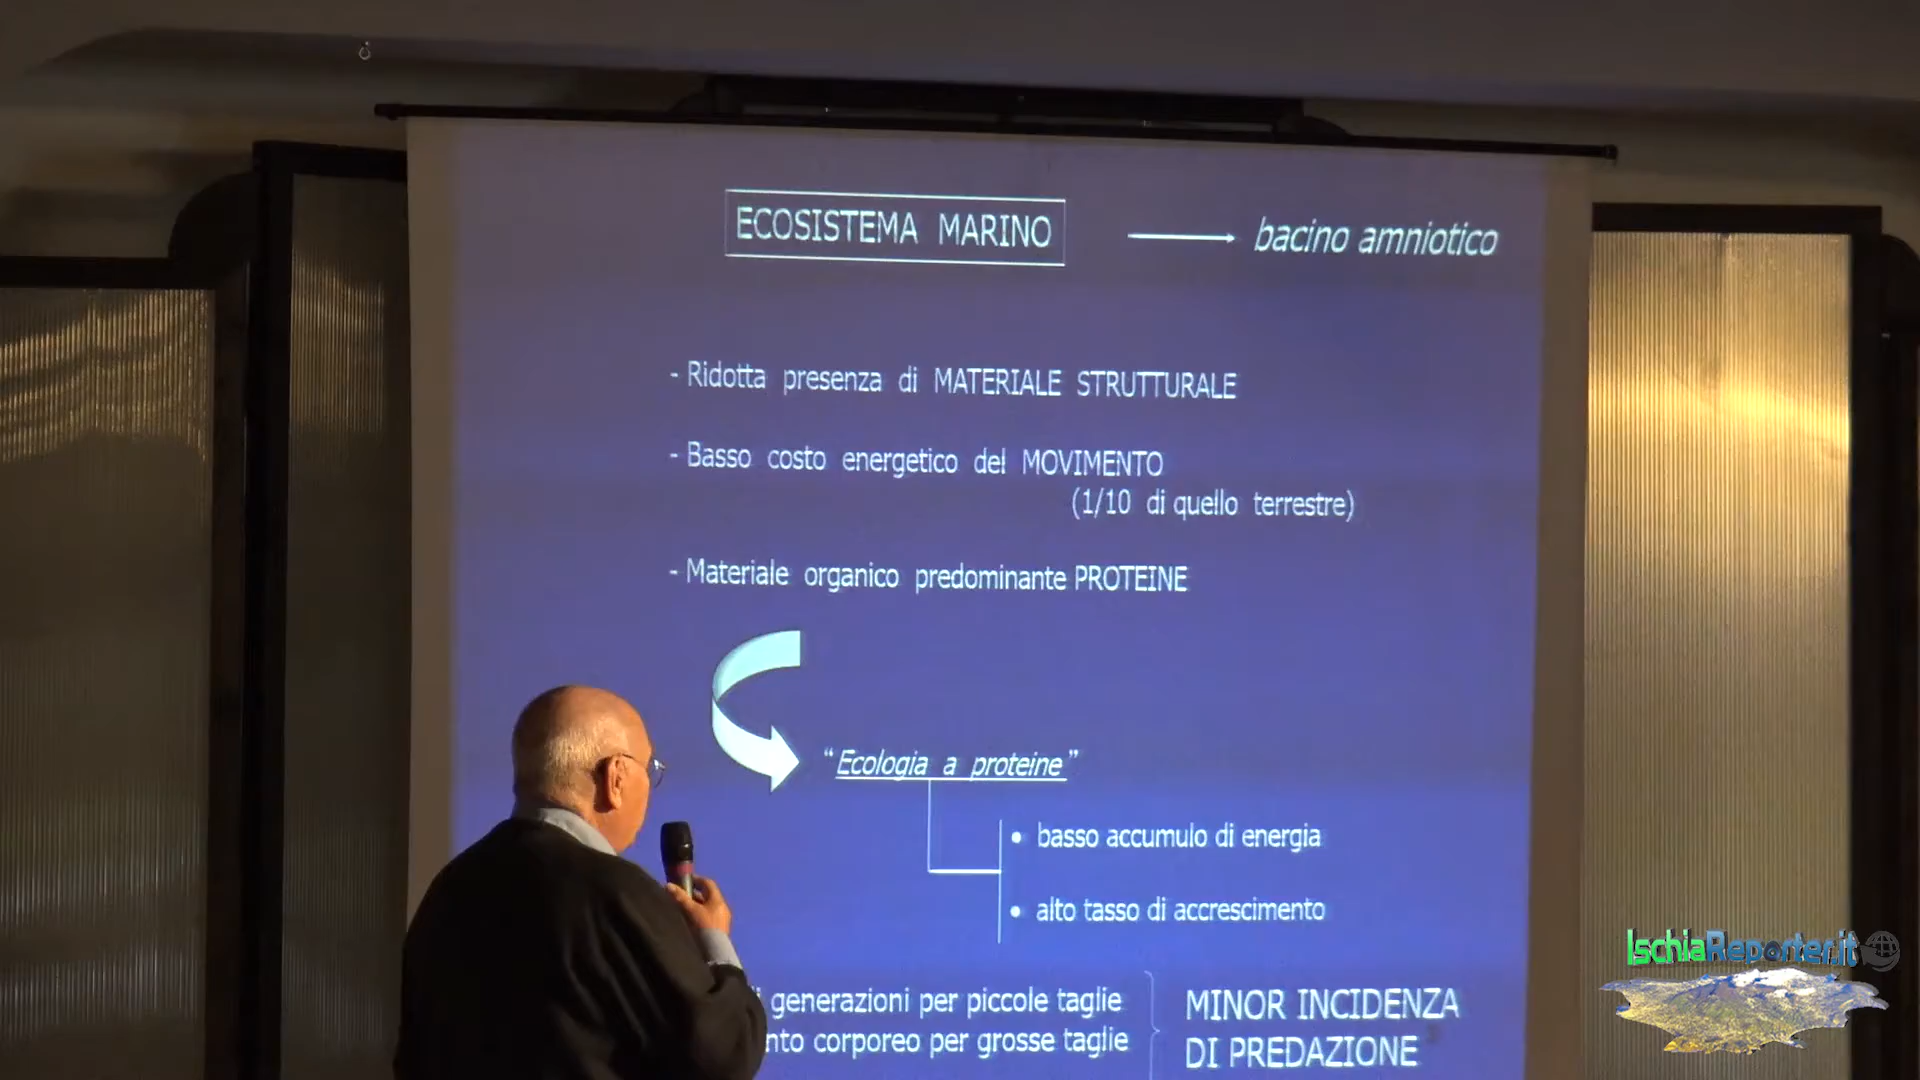 ECOSISTEMA MARINO
bacino amniotico
- Ridotta presenza di MATERIALE STRUTTURALE
- Basso costo energetico del MOVIMENTO
(1/10 di quello terrestre)
- Materiale organico predominante PROTEINE
“Ecologia a proteine”
• basso accumulo di energia
• alto tasso di accrescimento
generazioni per piccole taglie
corporeo per grosse taglie
MINOR INCIDENZA
DI PREDAZIONE
IschiaReporter.it